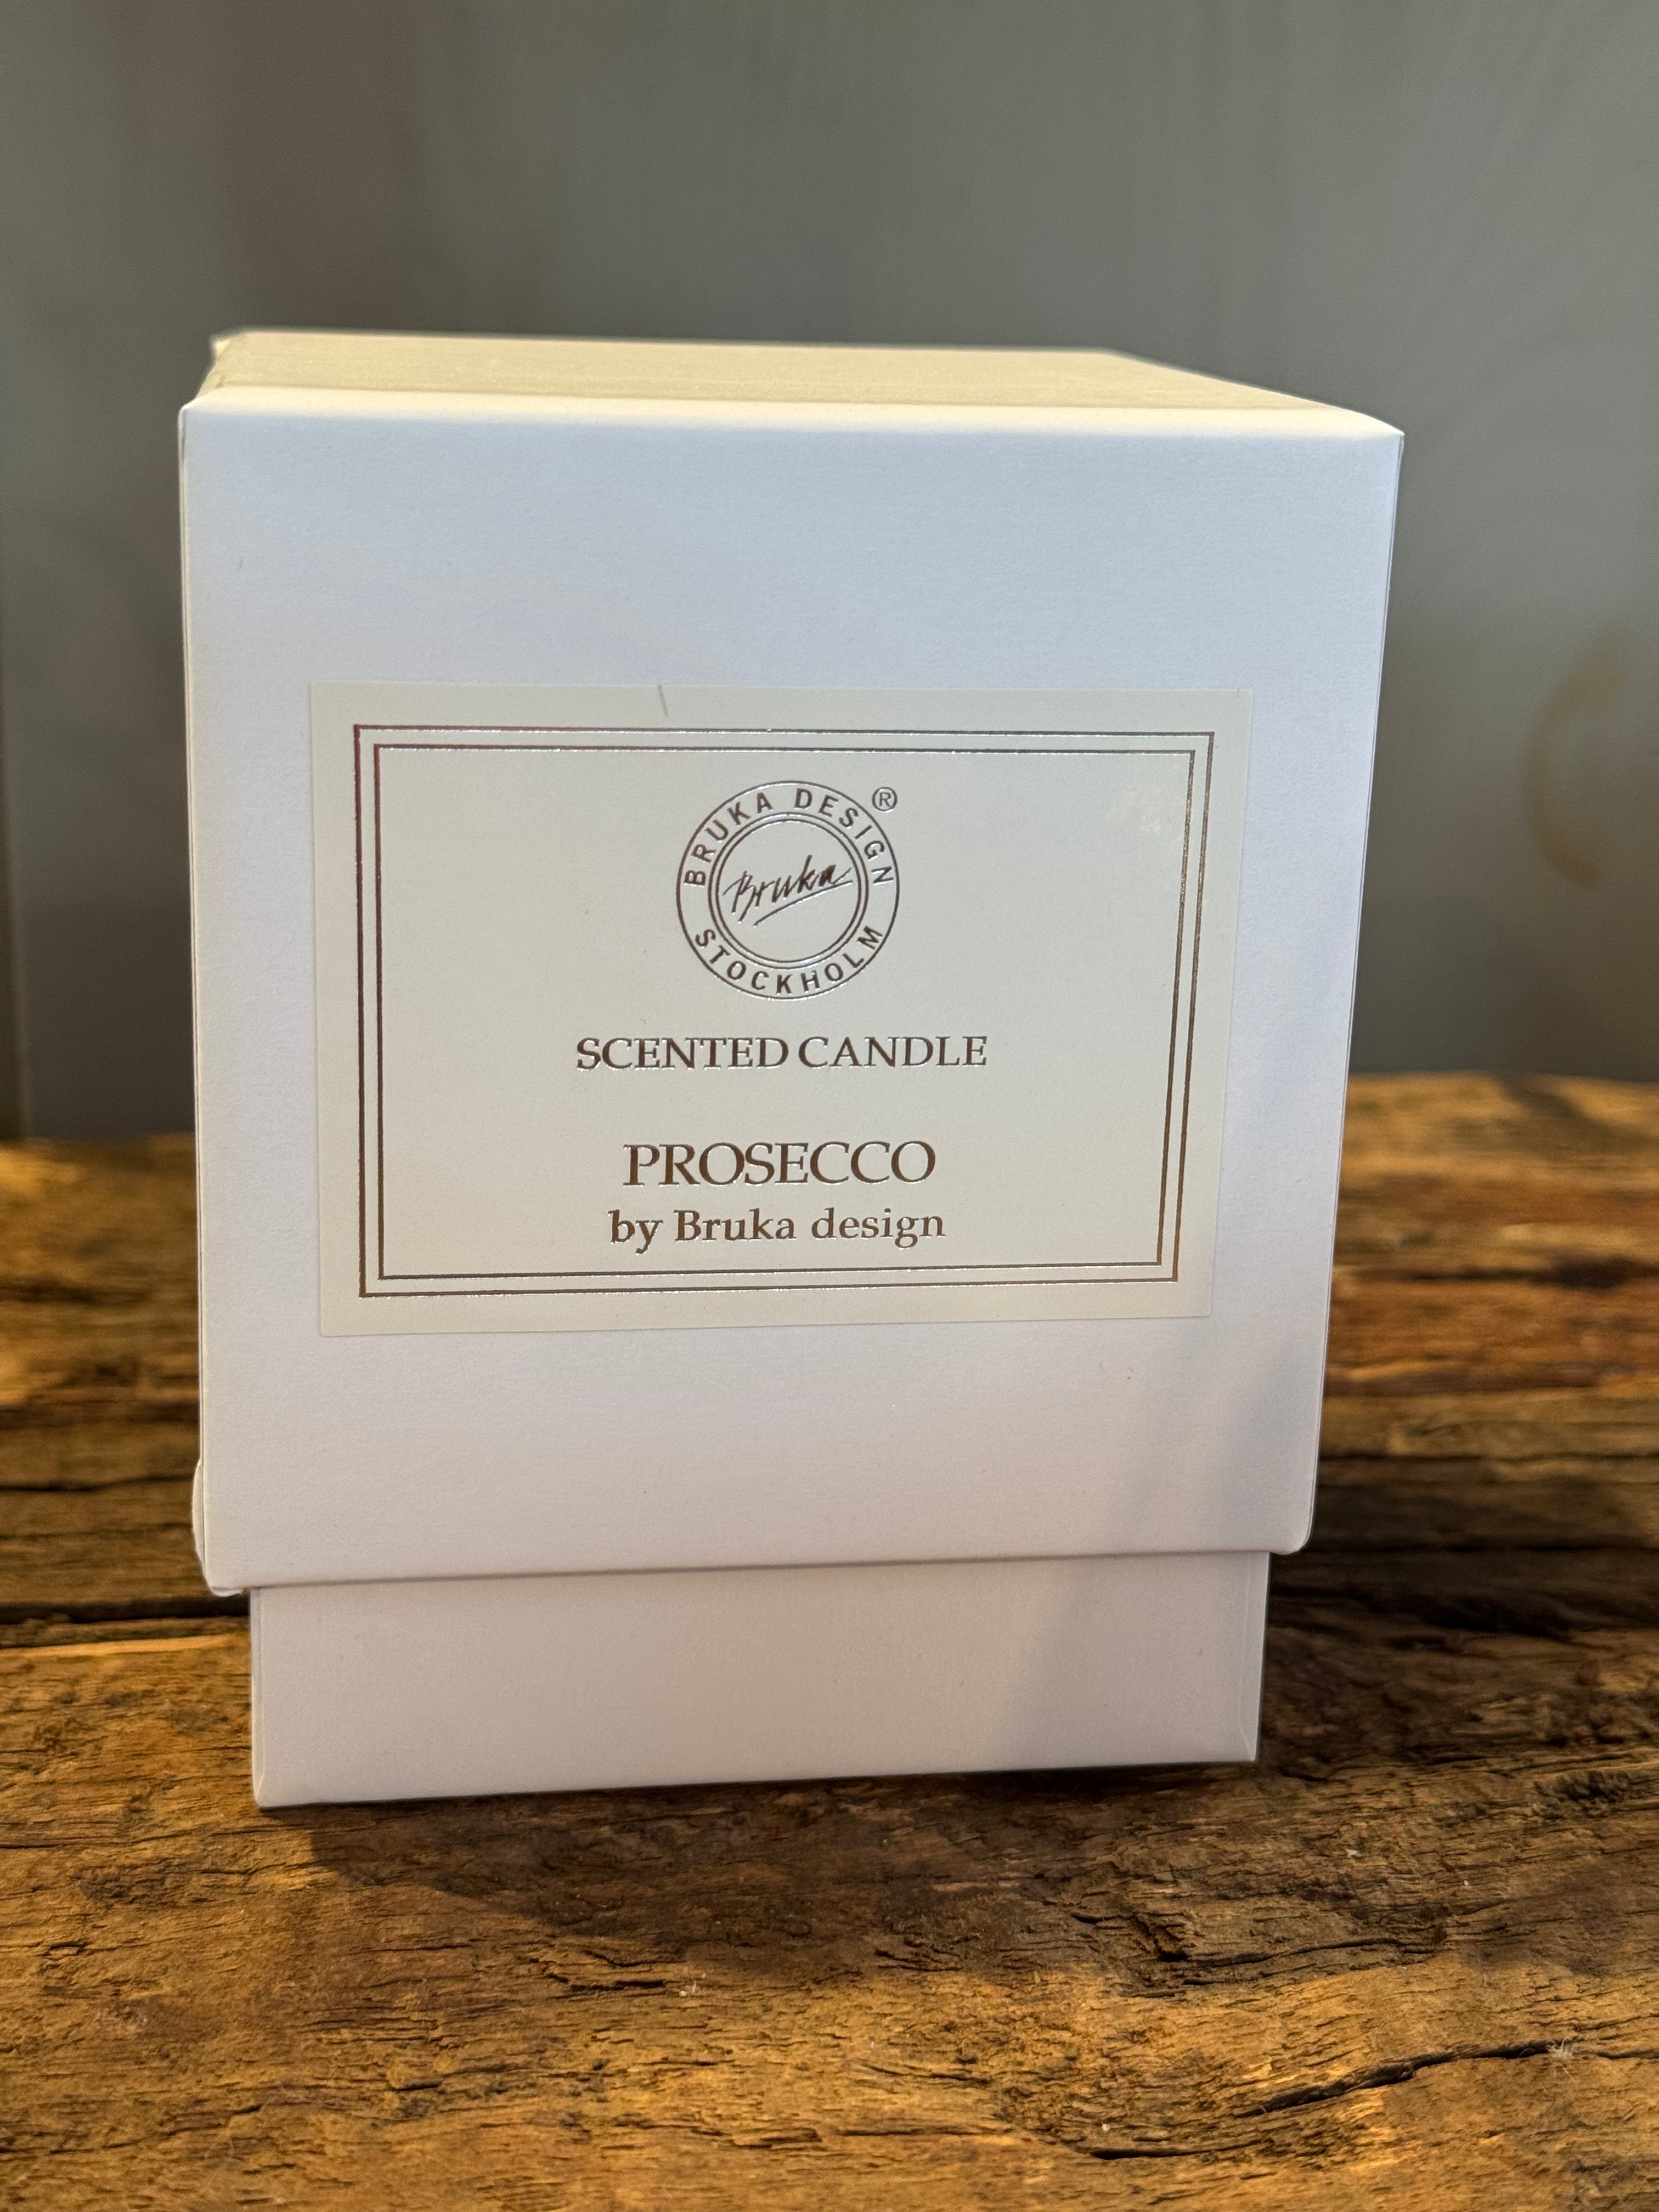 BRUKA DESIGN ®
Bruka
STOCKHOLM
SCENTED CANDLE
PROSECCO
by Bruka design